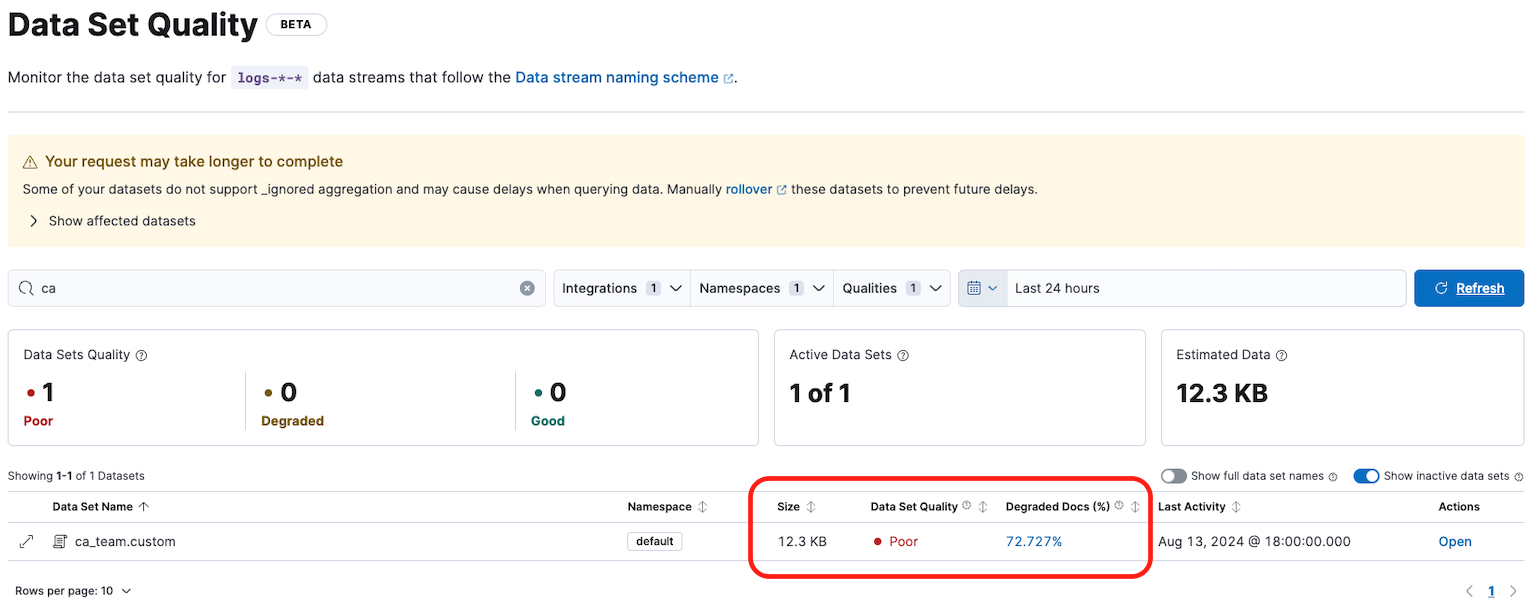 Data Set Quality BETA
Monitor the data set quality for logs-*-* data streams that follow the Data stream naming scheme.
Your request may take longer to complete
Some of your datasets do not support _ignored aggregation and may cause delays when querying data. Manually rollover these datasets to prevent future delays.
Show affected datasets
ca Integrations 1 Namespaces 1 Qualities 1 Last 24 hours Refresh
Data Sets Quality Active Data Sets Estimated Data
1 0 0 1 of 1 12.3 KB
Poor Degraded Good
Showing 1-1 of 1 Datasets Show full data set names Show inactive data sets
Data Set Name Namespace Size Data Set Quality Degraded Docs (%) Last Activity Actions
ca_team.custom default 12.3 KB Poor 72.727% Aug 13, 2024 @ 18:00:00.000 Open
Rows per page: 10 1